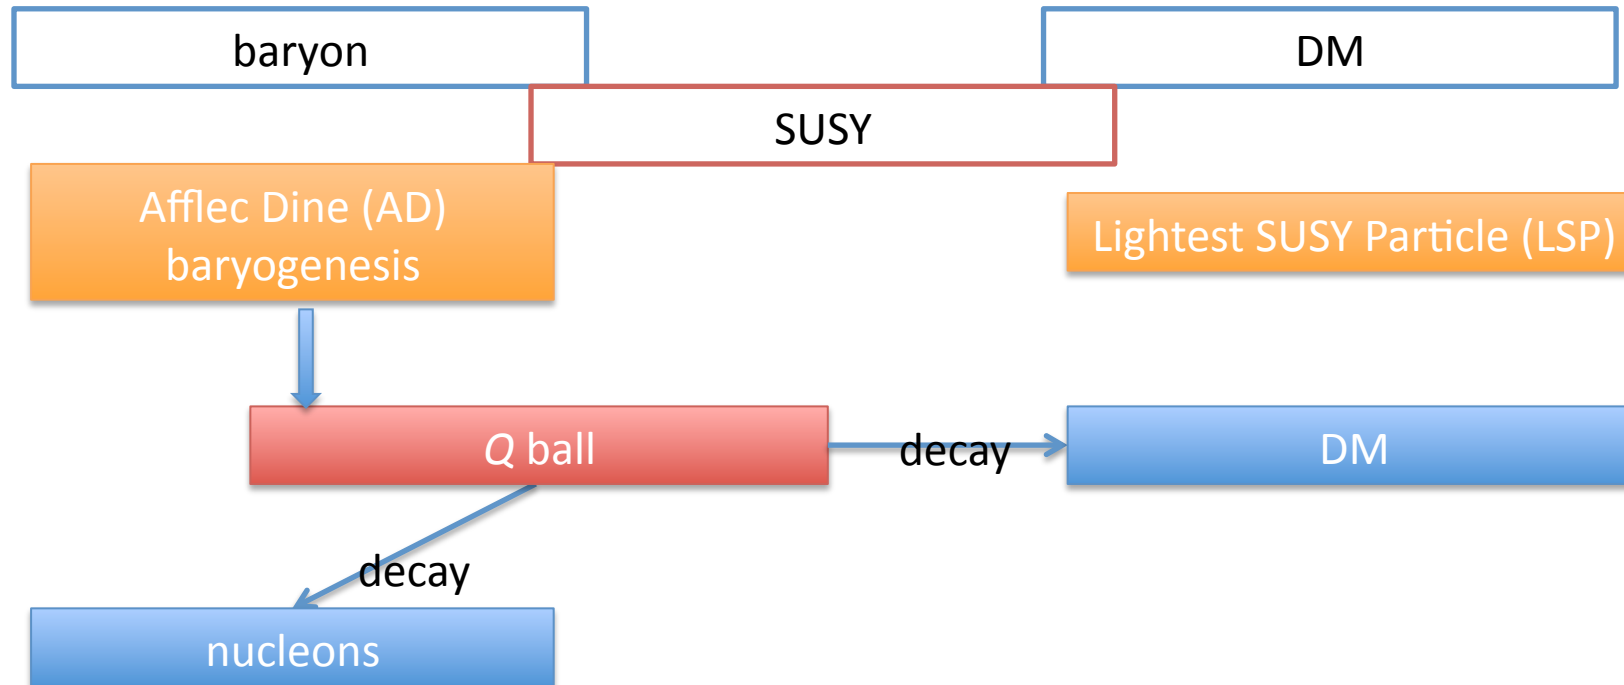 baryon
DM
SUSY
Afflec Dine (AD)
baryogenesis
Lightest SUSY Particle (LSP)
Q ball
decay
DM
decay
nucleons